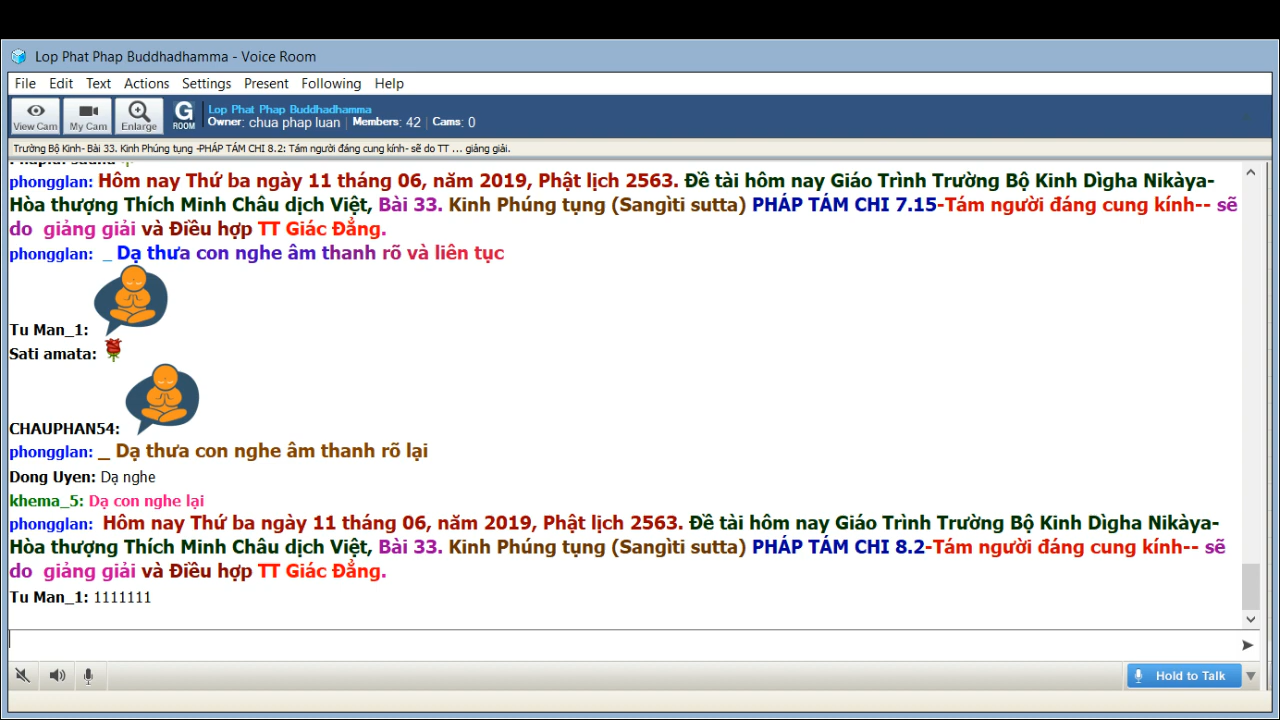 Lop Phat Phap Buddhadhamma - Voice Room
File Edit Text Actions Settings Present Following Help
View Cam My Cam Enlarge G ROOM Lop Phat Phap Buddhadhamma
Owner: chua phap luan | Members: 42 | Cams: 0
Trường Bộ Kinh- Bài 33. Kinh Phúng tụng -PHÁP TÁM CHI 8.2: Tám người đáng cung kính- sẽ do TT ... giảng giải.
phongglan: Hôm nay Thứ ba ngày 11 tháng 06, năm 2019, Phật lịch 2563. Đề tài hôm nay Giáo Trình Trường Bộ Kinh Dìgha Nikàya-
Hòa thượng Thích Minh Châu dịch Việt, Bài 33. Kinh Phúng tụng (Sangìti sutta) PHÁP TÁM CHI 7.15-Tám người đáng cung kính-- sẽ
do giảng giải và Điều hợp TT Giác Đẳng.
phongglan: _ Dạ thưa con nghe âm thanh rõ và liên tục
Tu Man_1:
Sati amata:
CHAUPHAN54:
phongglan: _ Dạ thưa con nghe âm thanh rõ lại
Dong Uyen: Dạ nghe
khema_5: Dạ con nghe lại
phongglan: Hôm nay Thứ ba ngày 11 tháng 06, năm 2019, Phật lịch 2563. Đề tài hôm nay Giáo Trình Trường Bộ Kinh Dìgha Nikàya-
Hòa thượng Thích Minh Châu dịch Việt, Bài 33. Kinh Phúng tụng (Sangìti sutta) PHÁP TÁM CHI 8.2-Tám người đáng cung kính-- sẽ
do giảng giải và Điều hợp TT Giác Đẳng.
Tu Man_1: 1111111
Hold to Talk